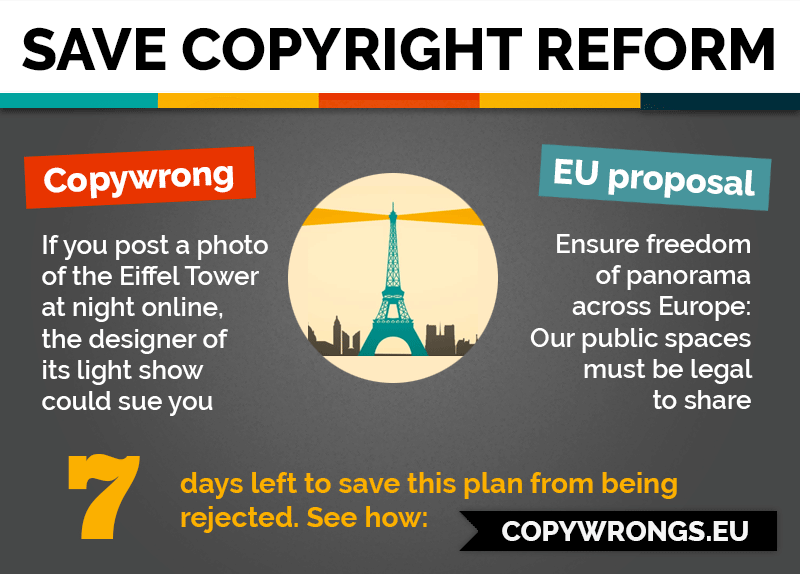 SAVE COPYRIGHT REFORM
Copywrong
If you post a photo
of the Eiffel Tower
at night online,
the designer of
its light show
could sue you
EU proposal
Ensure freedom
of panorama
across Europe:
Our public spaces
must be legal
to share
7
days left to save this plan from being
rejected. See how:
COPYWRONGS.EU